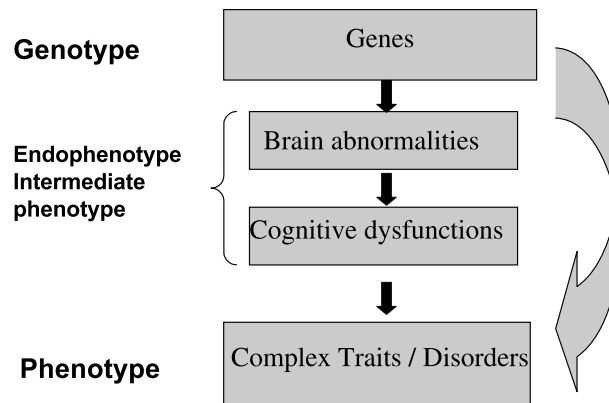 Genotype
Genes
Endophenotype
Intermediate
phenotype
Brain abnormalities
Cognitive dysfunctions
Phenotype
Complex Traits / Disorders